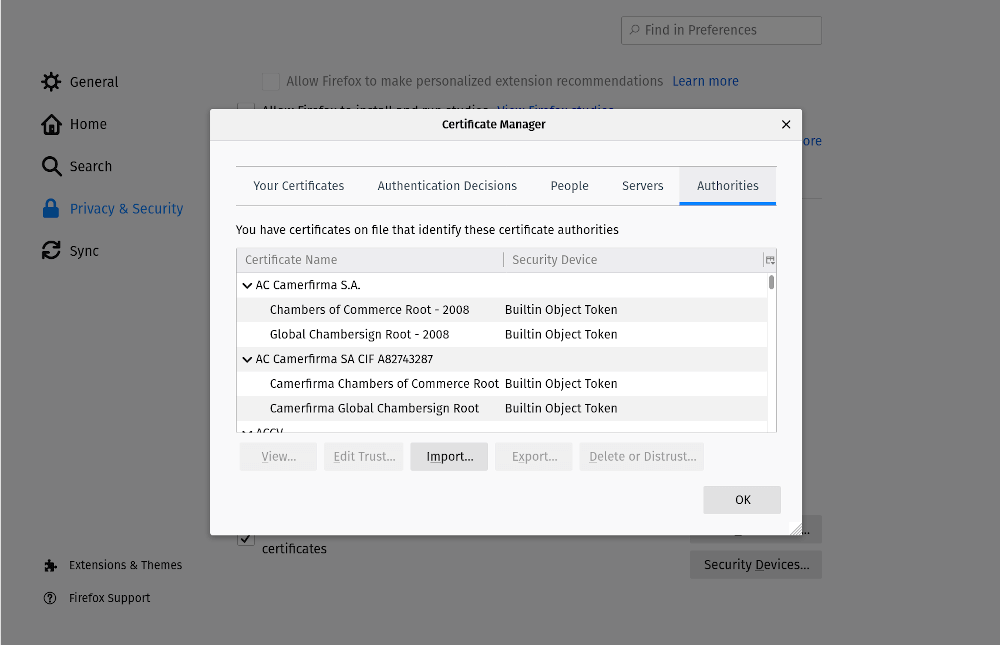 Find in Preferences
General
Allow Firefox to make personalized extension recommendations Learn more
Home
Allow Firefox to install and run studies View Firefox studies
Certificate Manager
ore
Search
Your Certificates Authentication Decisions People Servers Authorities
Privacy & Security
You have certificates on file that identify these certificate authorities
Sync
Certificate Name Security Device
AC Camerfirma S.A.
Chambers of Commerce Root - 2008 Builtin Object Token
Global Chambersign Root - 2008 Builtin Object Token
AC Camerfirma SA CIF A82743287
Camerfirma Chambers of Commerce Root Builtin Object Token
Camerfirma Global Chambersign Root Builtin Object Token
ACCV
View... Edit Trust... Import... Export... Delete or Distrust...
OK
...
certificates
Extensions & Themes
Security Devices...
Firefox Support